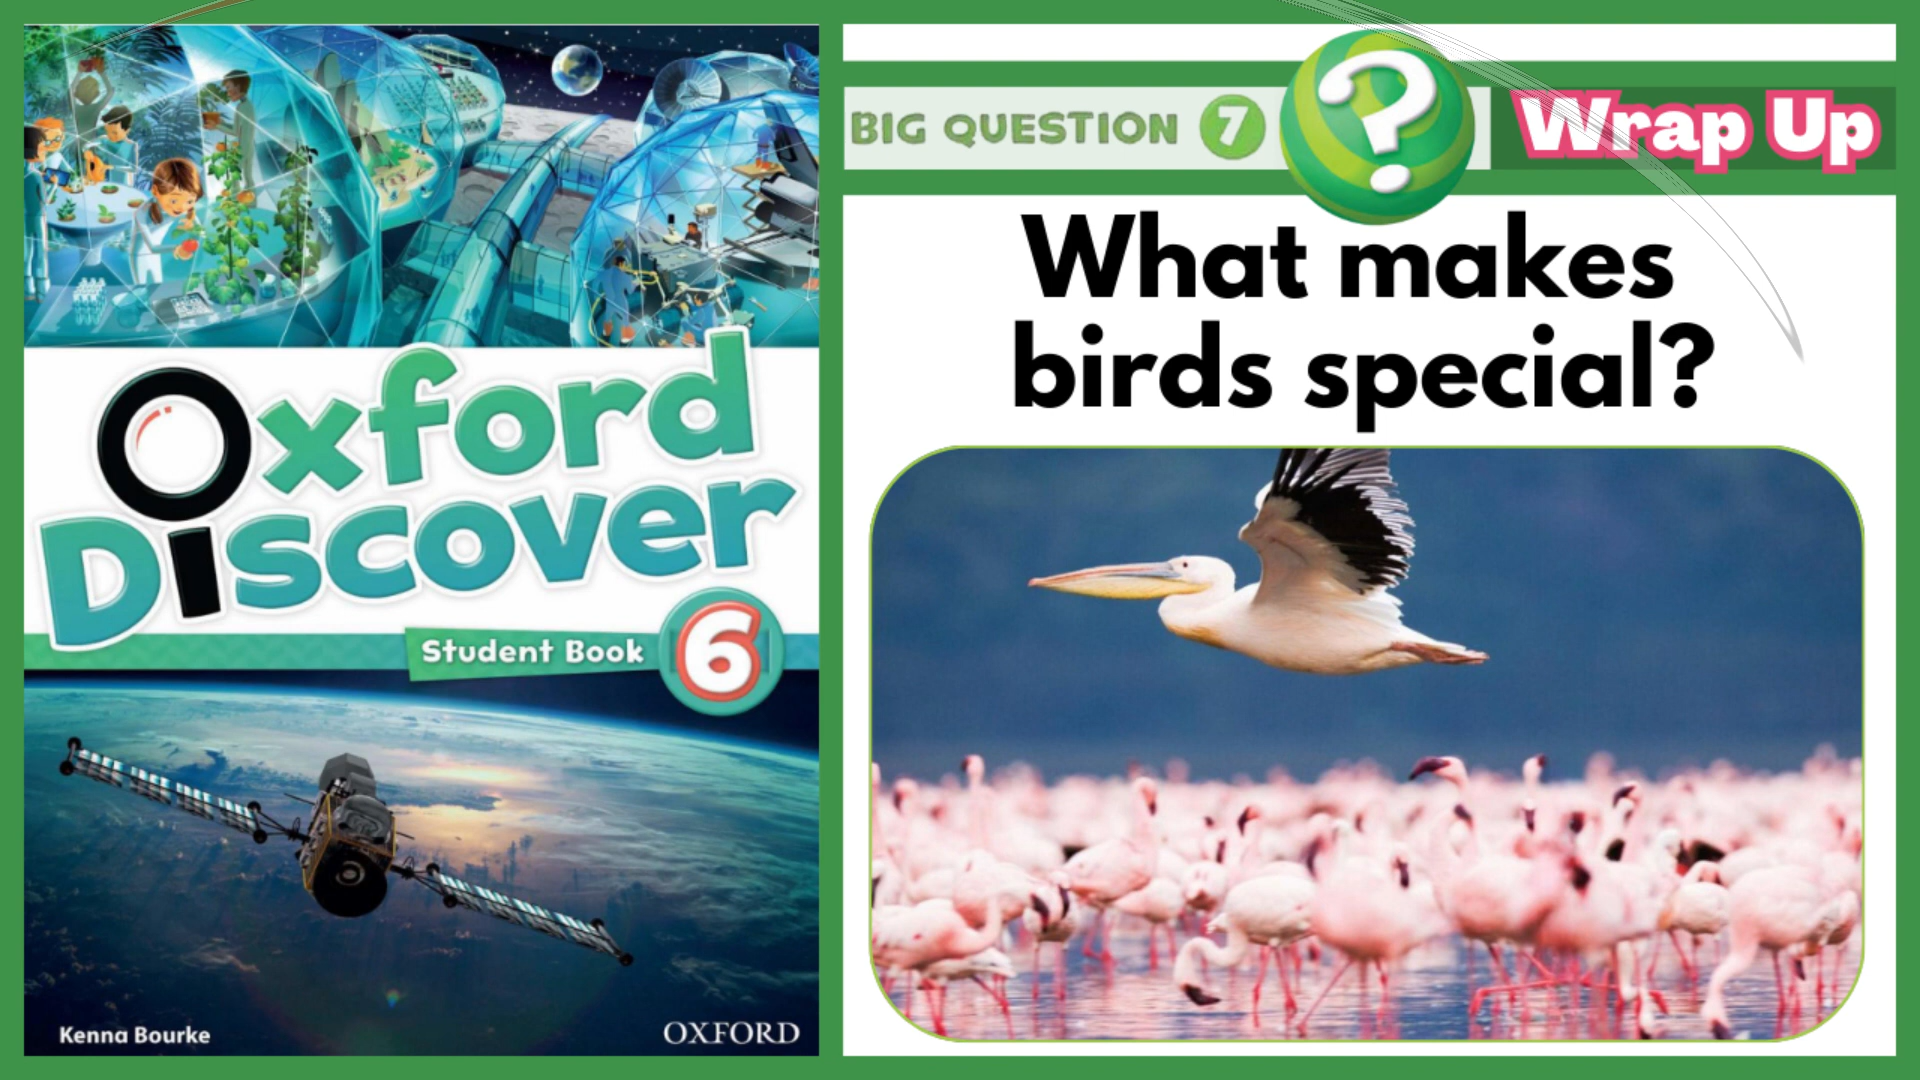 Oxford
Discover
Student Book 6
Kenna Bourke
OXFORD
BIG QUESTION 7
?
Wrap Up
What makes
birds special?